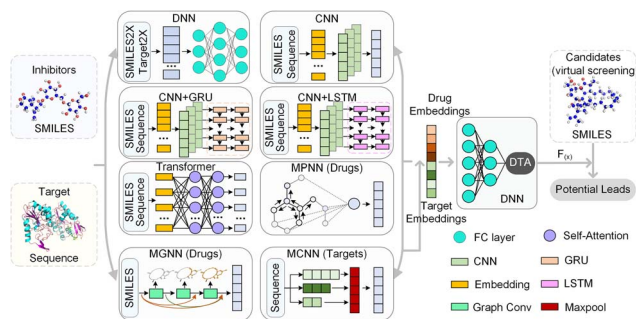 DNN
CNN
Inhibitors
SMILES
SMILES2X
Target2X
SMILES
Sequence
CNN+GRU
CNN+LSTM
SMILES
Sequence
SMILES
Sequence
Candidates
(virtual screening
SMILES
Drug
Embeddings
F(x)
DTA
DNN
Potential Leads
Target
Embeddings
Target
Sequence
Transformer
MPNN (Drugs)
SMILES
Sequence
MGNN (Drugs)
MCNN (Targets)
SMILES
Sequence
FC layer
Self-Attention
CNN
GRU
Embedding
LSTM
Graph Conv
Maxpool